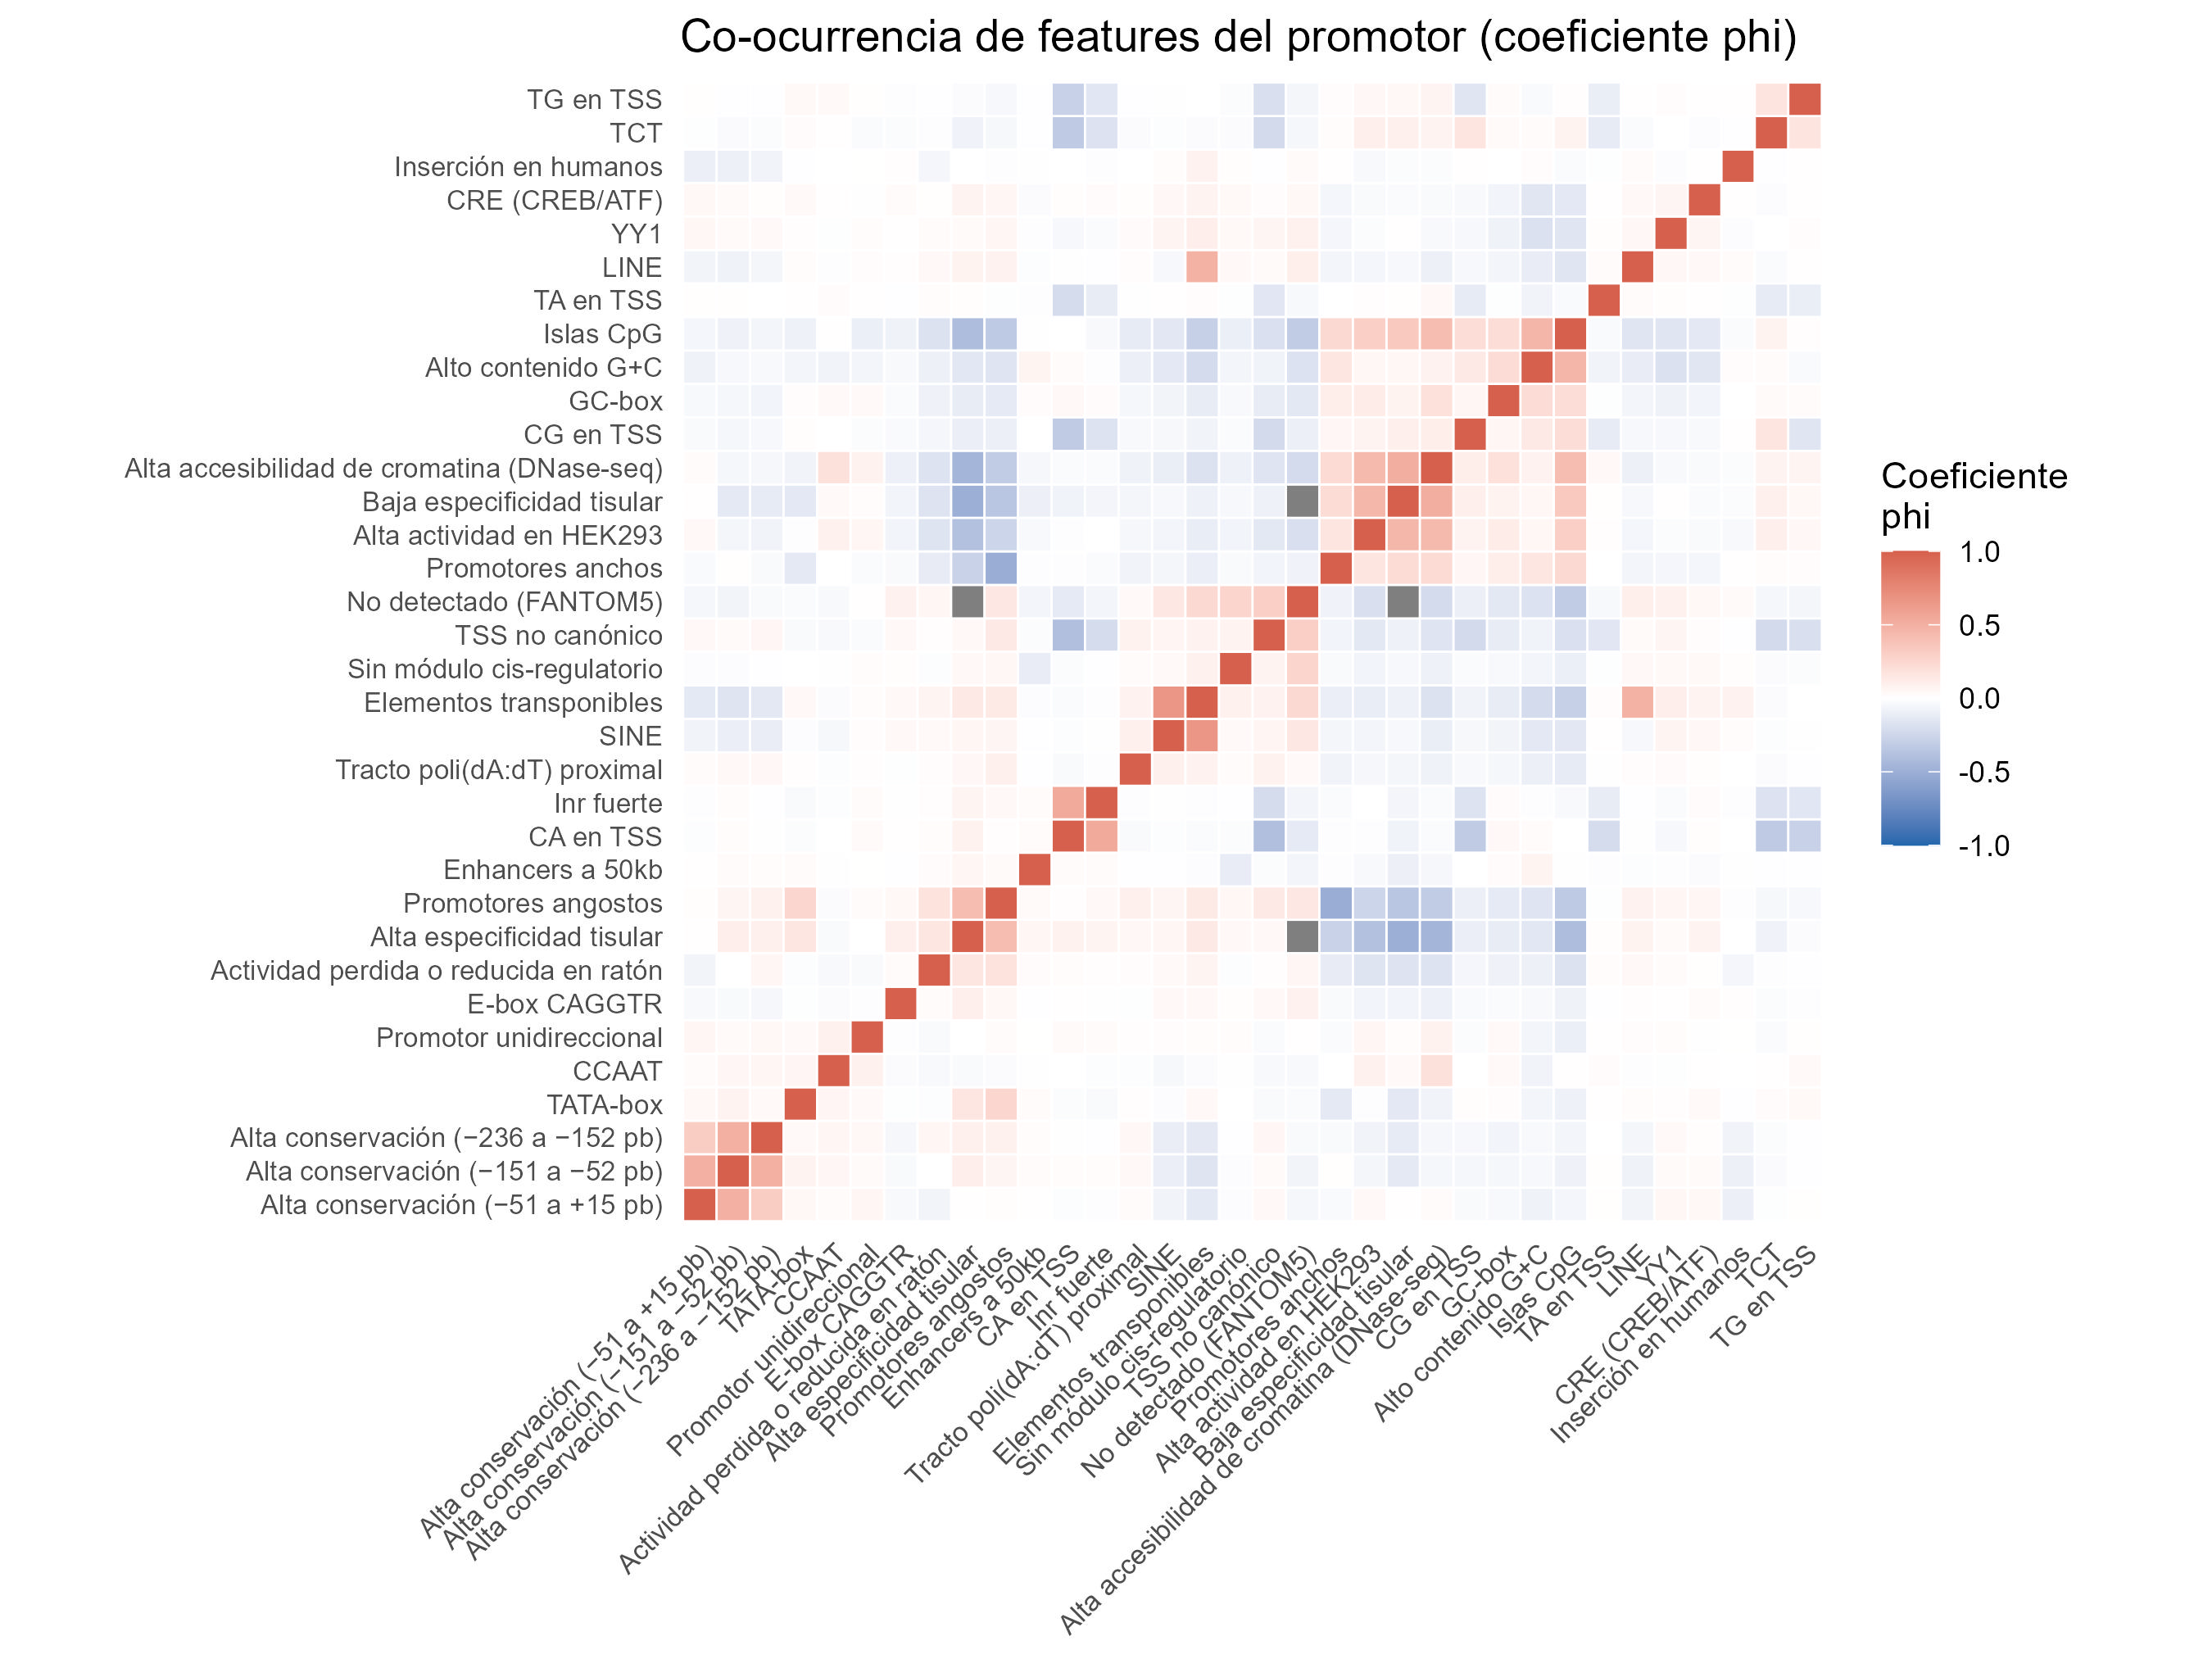 Co-ocurrencia de features del promotor (coeficiente phi)
TG en TSS
TCT
Inserción en humanos
CRE (CREB/ATF)
YY1
LINE
TA en TSS
Islas CpG
Alto contenido G+C
GC-box
CG en TSS
Alta accesibilidad de cromatina (DNase-seq)
Baja especificidad tisular
Alta actividad en HEK293
Promotores anchos
No detectado (FANTOM5)
TSS no canónico
Sin módulo cis-regulatorio
Elementos transponibles
SINE
Tracto poli(dA:dT) proximal
Inr fuerte
CA en TSS
Enhancers a 50kb
Promotores angostos
Alta especificidad tisular
Actividad perdida o reducida en ratón
E-box CAGGTR
Promotor unidireccional
CCAAT
TATA-box
Alta conservación (−236 a −152 pb)
Alta conservación (−151 a −52 pb)
Alta conservación (−51 a +15 pb)
Alta conservación (−51 a +15 pb)
Alta conservación (−151 a −52 pb)
Alta conservación (−236 a −152 pb)
TATA-box
CCAAT
Promotor unidireccional
E-box CAGGTR
Actividad perdida o reducida en ratón
Alta especificidad tisular
Promotores angostos
Enhancers a 50kb
CA en TSS
Inr fuerte
Tracto poli(dA:dT) proximal
SINE
Elementos transponibles
Sin módulo cis-regulatorio
TSS no canónico
No detectado (FANTOM5)
Promotores anchos
Alta actividad en HEK293
Baja especificidad tisular
Alta accesibilidad de cromatina (DNase-seq)
CG en TSS
GC-box
Alto contenido G+C
Islas CpG
TA en TSS
LINE
YY1
CRE (CREB/ATF)
Inserción en humanos
TCT
TG en TSS
Coeficiente
phi
1.0
0.5
0.0
-0.5
-1.0